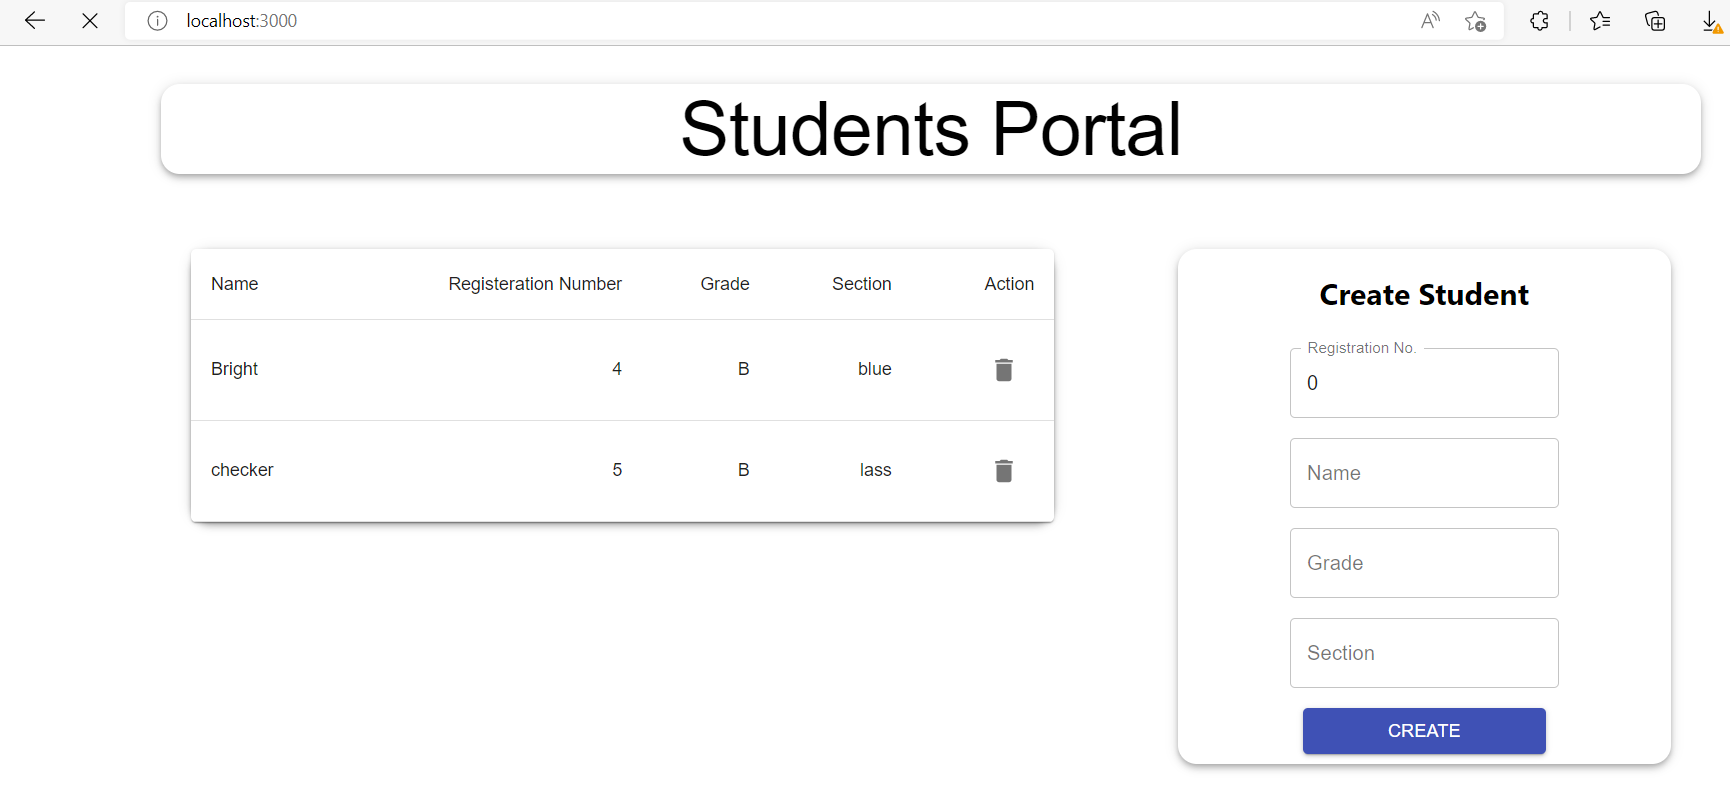 localhost:3000
Students Portal
Name Registeration Number Grade Section Action
Bright 4 B blue
checker 5 B lass
Create Student
Registration No.
0
Name
Grade
Section
CREATE